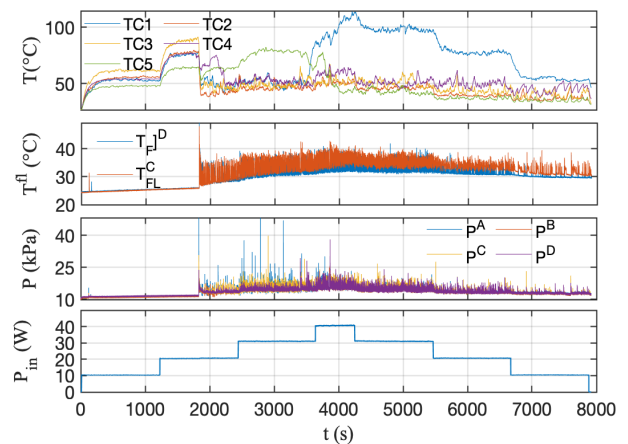 100
50
T(°C)
TC1 TC2
TC3 TC4
TC5
40
30
20
T^fl (°C)
T_F]^D
T_FL^C
40
25
10
P (kPa)
P^A P^B
P^C P^D
40
30
20
10
0
P_in (W)
0 1000 2000 3000 4000 5000 6000 7000 8000
t (s)